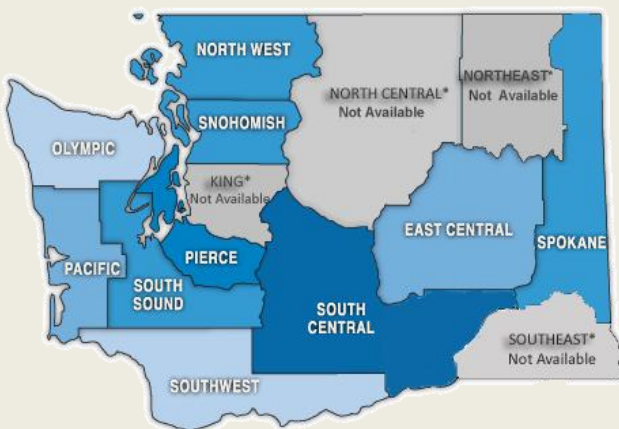 NORTH WEST
NORTH CENTRAL*
Not Available
NORTHEAST*
Not Available
SNOHOMISH
OLYMPIC
KING*
Not Available
EAST CENTRAL
SPOKANE
PIERCE
PACIFIC
SOUTH
SOUND
SOUTH
CENTRAL
SOUTHEAST*
Not Available
SOUTHWEST